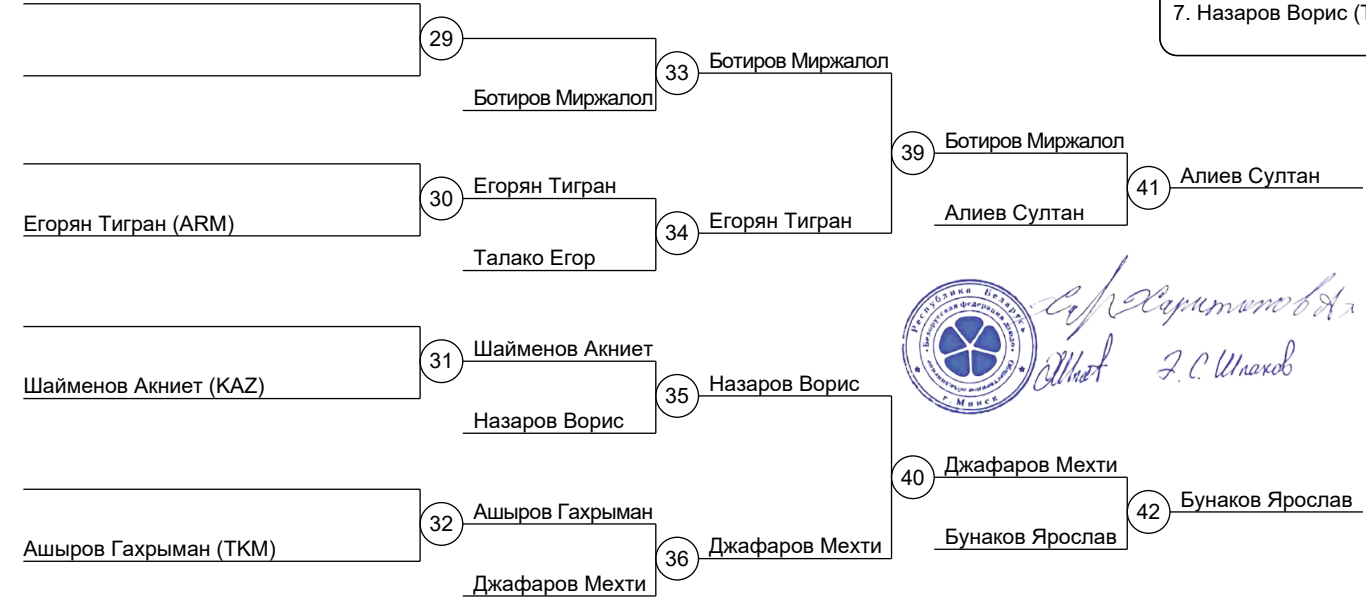 7. Назаров Ворис (
29
Ботиров Миржалол
33
Ботиров Миржалол
39
Ботиров Миржалол
41
Алиев Султан
Алиев Султан
Егорян Тигран (ARM)
30
Егорян Тигран
34
Егорян Тигран
Талако Егор
Шайменов Акниет (KAZ)
31
Шайменов Акниет
35
Назаров Ворис
Назаров Ворис
40
Джафаров Мехти
42
Бунаков Ярослав
Бунаков Ярослав
Ашыров Гахрыман (TKM)
32
Ашыров Гахрыман
36
Джафаров Мехти
Джафаров Мехти
Республика Беларусь
Белорусская федерация дзюдо
г. Минск